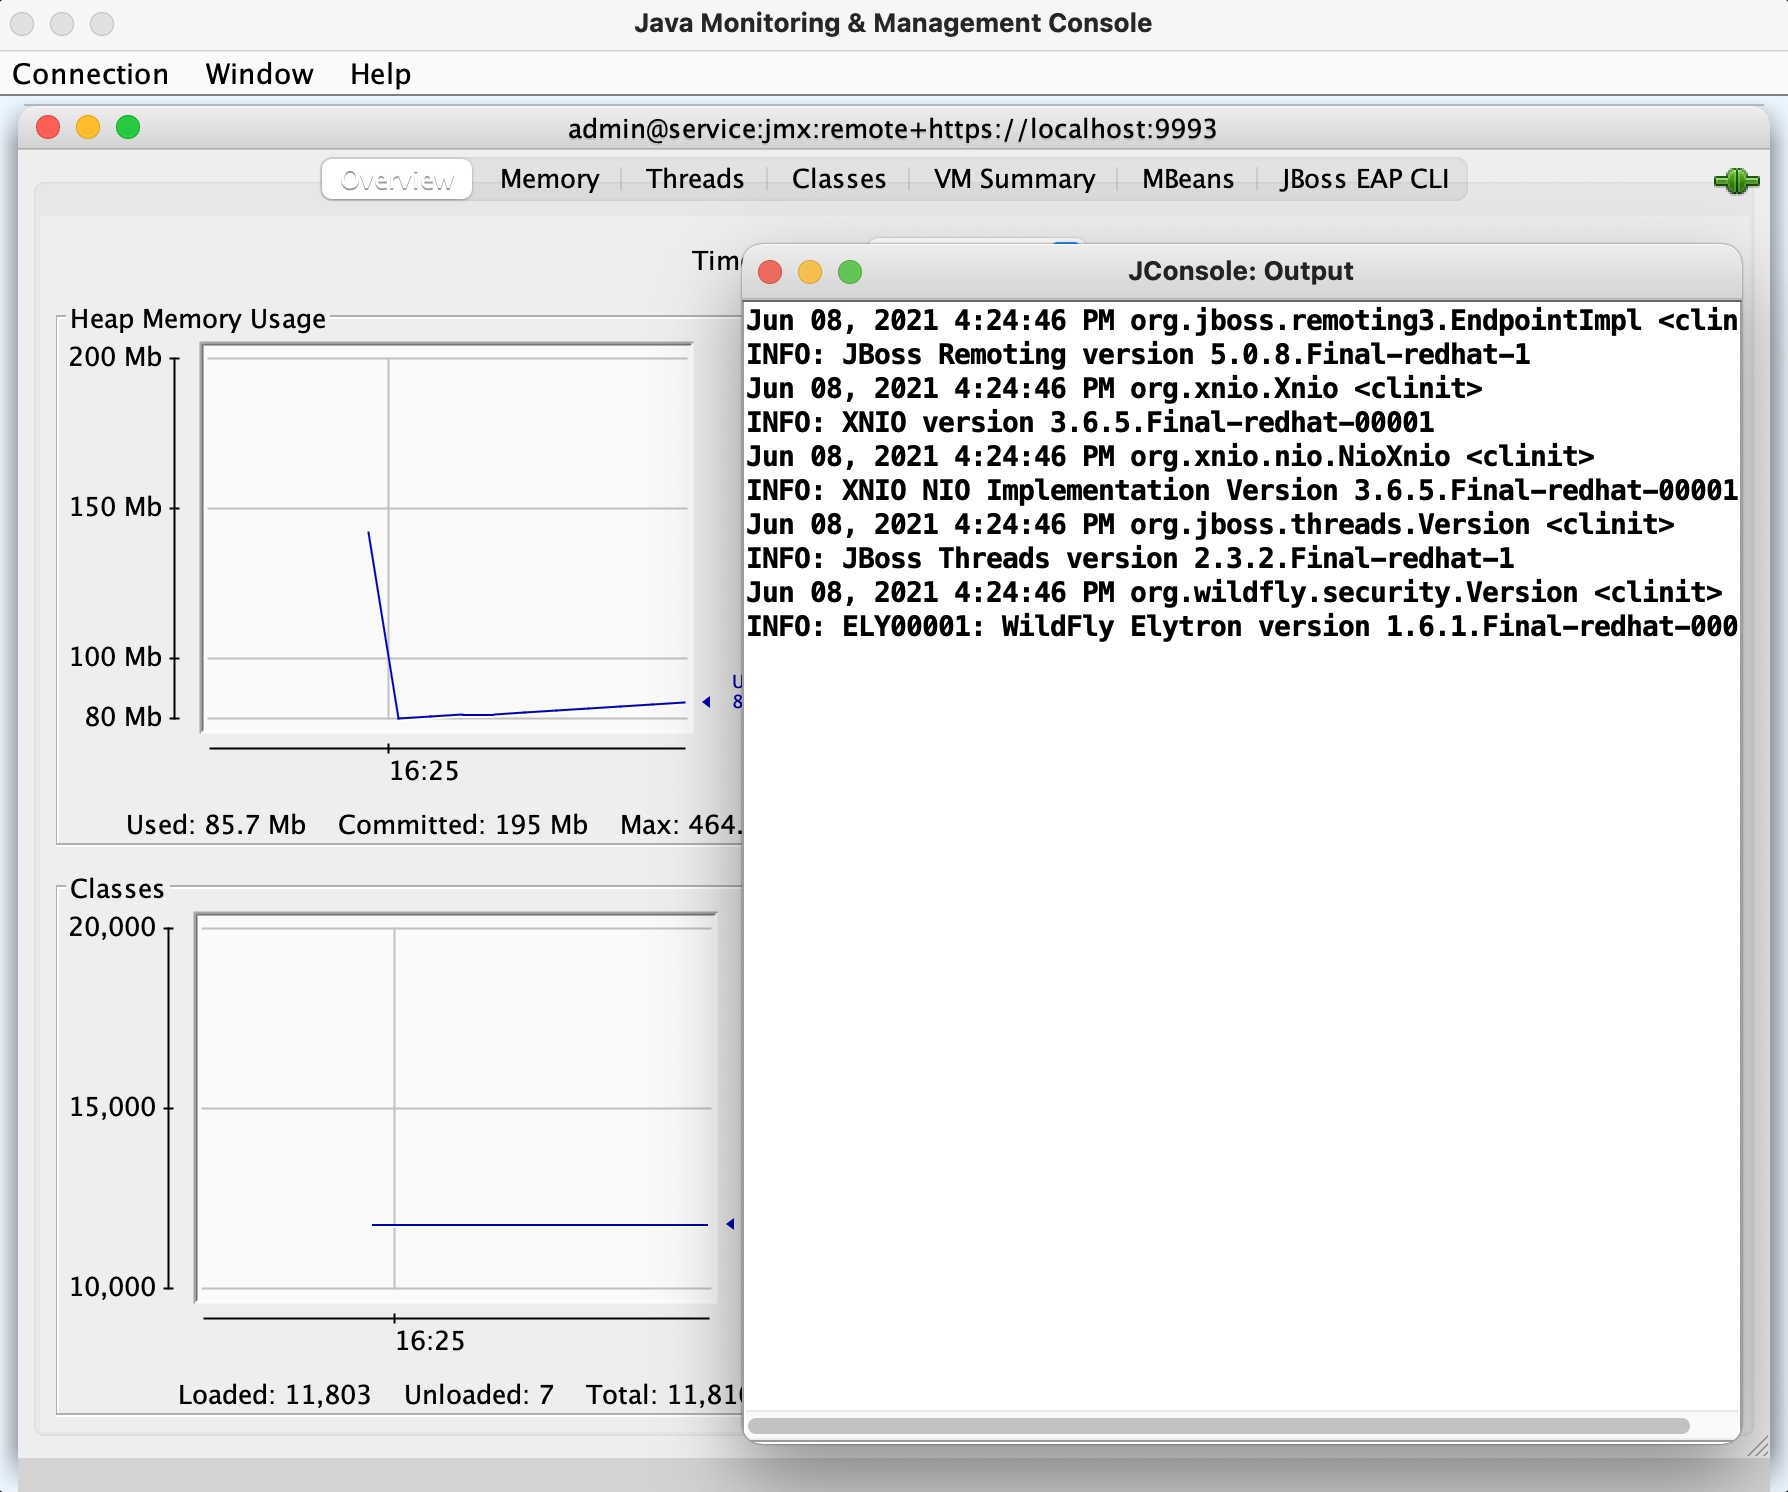 Java Monitoring & Management Console
Connection Window Help
admin@service:jmx:remote+https://localhost:9993
Overview Memory Threads Classes VM Summary MBeans JBoss EAP CLI
JConsole: Output
Jun 08, 2021 4:24:46 PM org.jboss.remoting3.EndpointImpl <clin
INFO: JBoss Remoting version 5.0.8.Final-redhat-1
Jun 08, 2021 4:24:46 PM org.xnio.Xnio <clinit>
INFO: XNIO version 3.6.5.Final-redhat-00001
Jun 08, 2021 4:24:46 PM org.xnio.nio.NioXnio <clinit>
INFO: XNIO NIO Implementation Version 3.6.5.Final-redhat-00001
Jun 08, 2021 4:24:46 PM org.jboss.threads.Version <clinit>
INFO: JBoss Threads version 2.3.2.Final-redhat-1
Jun 08, 2021 4:24:46 PM org.wildfly.security.Version <clinit>
INFO: ELY00001: WildFly Elytron version 1.6.1.Final-redhat-000
Heap Memory Usage
200 Mb
150 Mb
100 Mb
80 Mb
16:25
Used: 85.7 Mb Committed: 195 Mb Max: 464.
Classes
20,000
15,000
10,000
16:25
Loaded: 11,803 Unloaded: 7 Total: